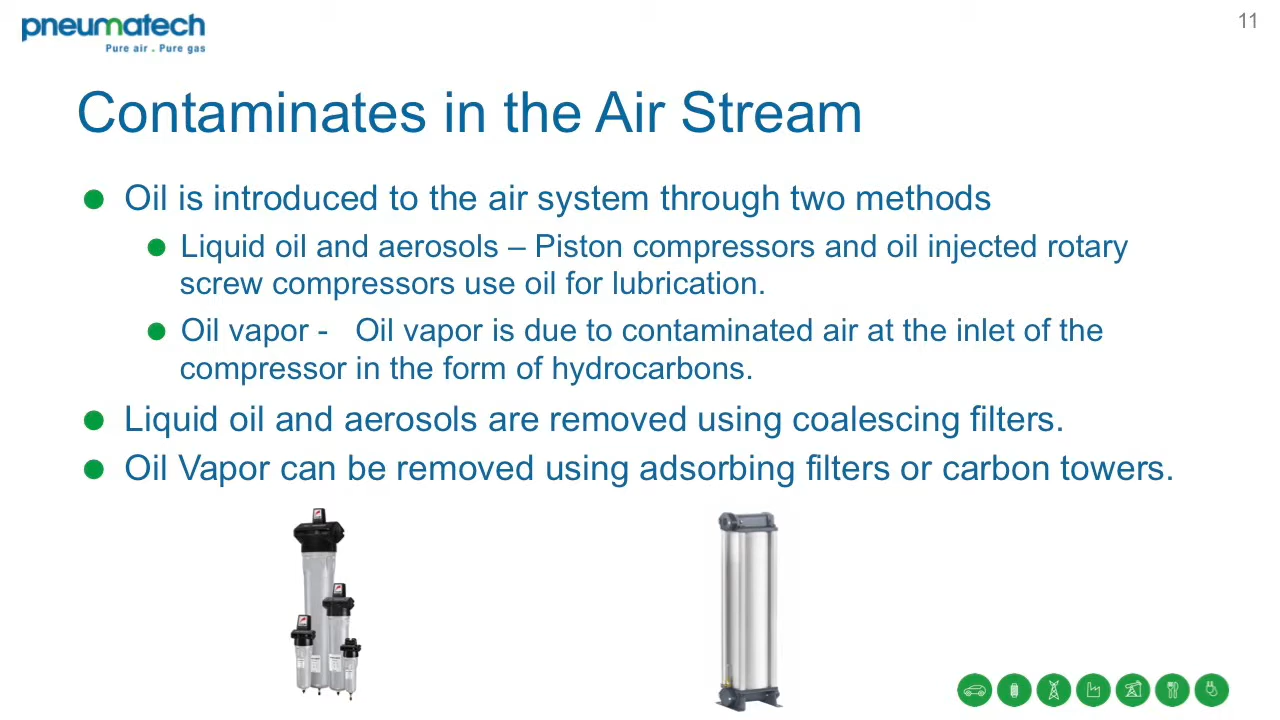 pneumatech
Pure air . Pure gas
11
Contaminates in the Air Stream
Oil is introduced to the air system through two methods
Liquid oil and aerosols – Piston compressors and oil injected rotary
screw compressors use oil for lubrication.
Oil vapor - Oil vapor is due to contaminated air at the inlet of the
compressor in the form of hydrocarbons.
Liquid oil and aerosols are removed using coalescing filters.
Oil Vapor can be removed using adsorbing filters or carbon towers.